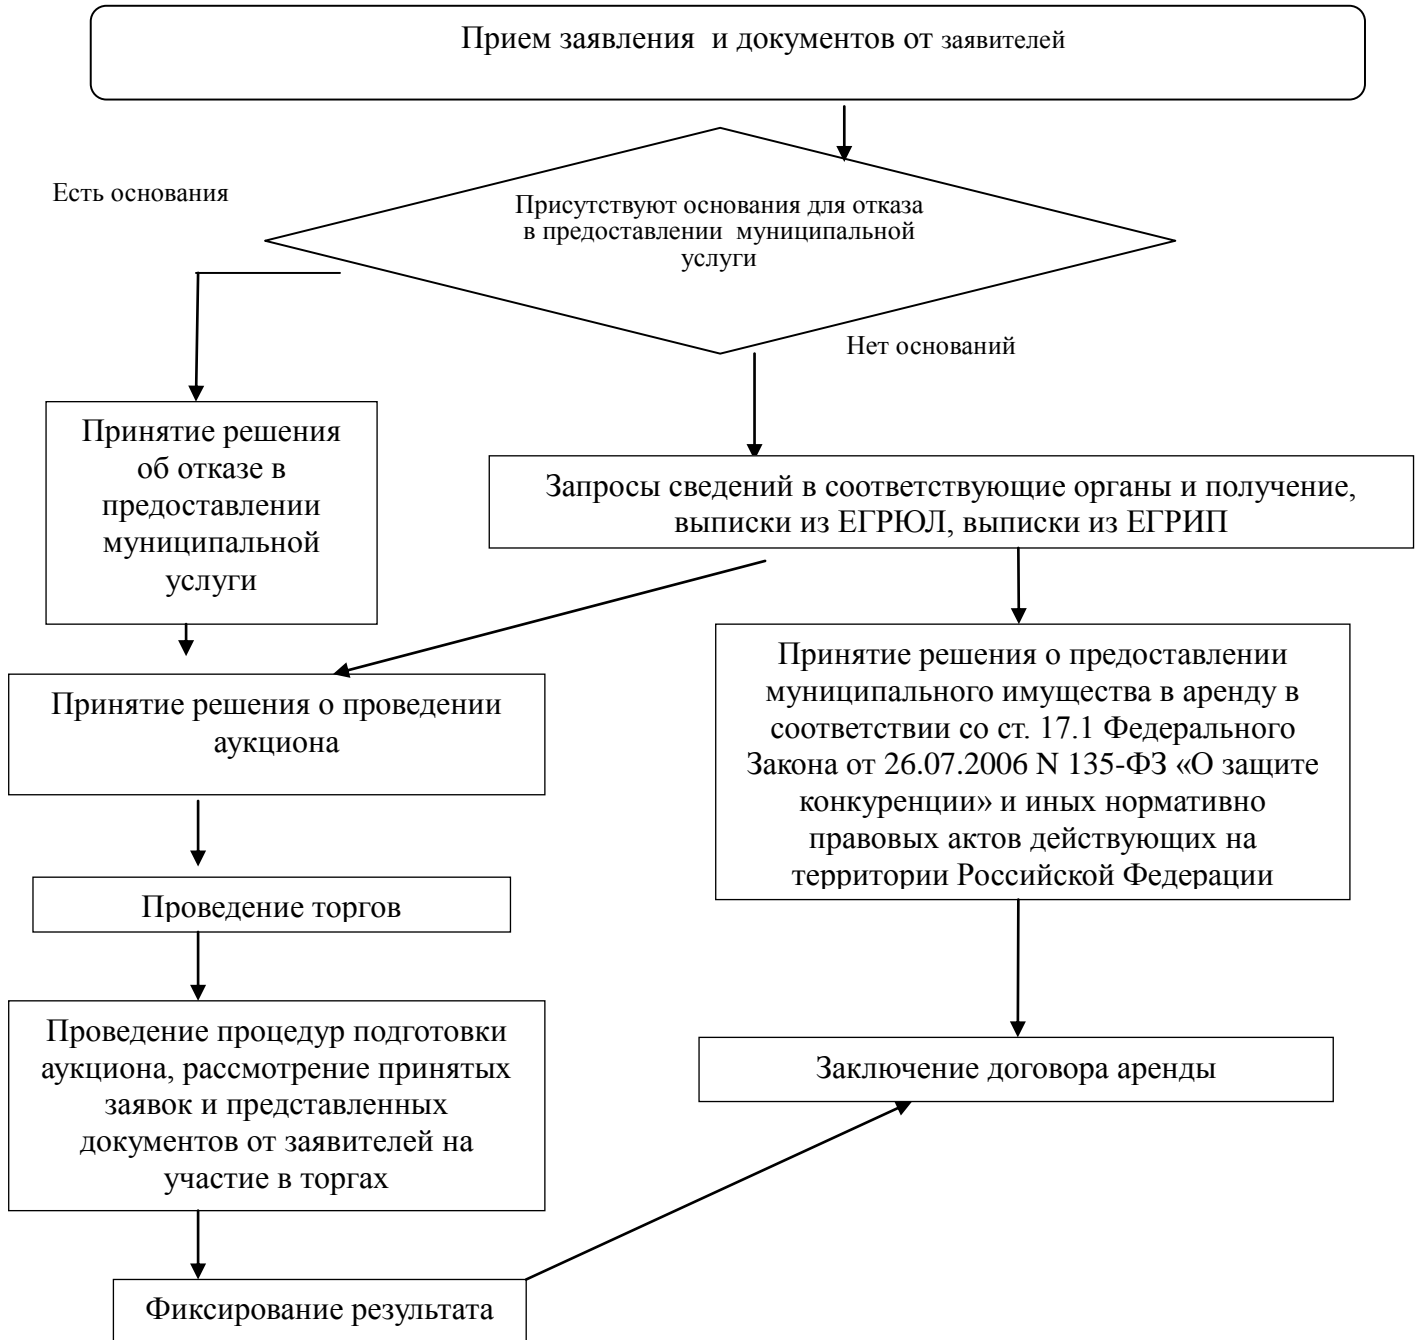 Прием заявления и документов от заявителей
Есть основания
Присутствуют основания для отказа
в предоставлении муниципальной
услуги
Нет оснований
Принятие решения
об отказе в
предоставлении
муниципальной
услуги
Запросы сведений в соответствующие органы и получение,
выписки из ЕГРЮЛ, выписки из ЕГРИП
Принятие решения о проведении
аукциона
Принятие решения о предоставлении
муниципального имущества в аренду в
соответствии со ст. 17.1 Федерального
Закона от 26.07.2006 N 135-ФЗ «О защите
конкуренции» и иных нормативно
правовых актов действующих на
территории Российской Федерации
Проведение торгов
Проведение процедур подготовки
аукциона, рассмотрение принятых
заявок и представленных
документов от заявителей на
участие в торгах
Заключение договора аренды
Фиксирование результата